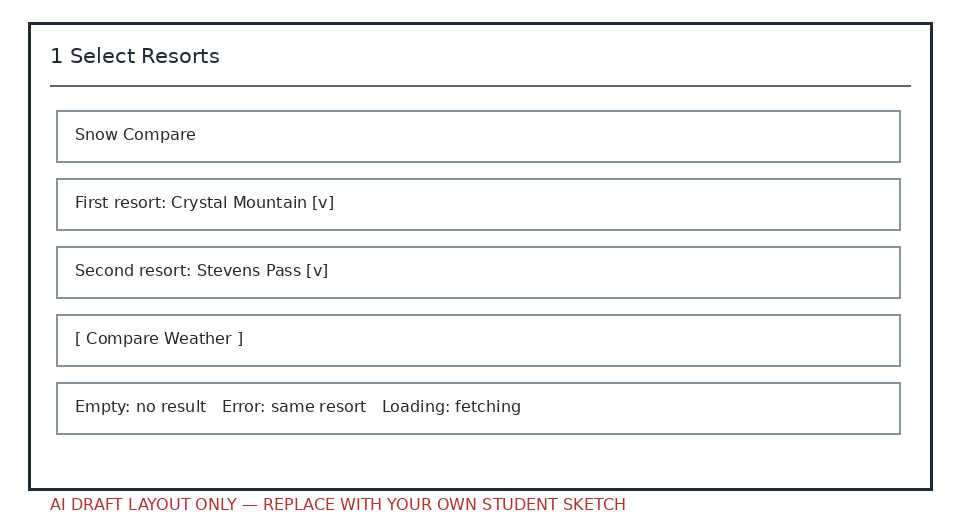 1 Select Resorts
Snow Compare
First resort: Crystal Mountain [v]
Second resort: Stevens Pass [v]
[ Compare Weather ]
Empty: no result   Error: same resort   Loading: fetching
AI DRAFT LAYOUT ONLY — REPLACE WITH YOUR OWN STUDENT SKETCH